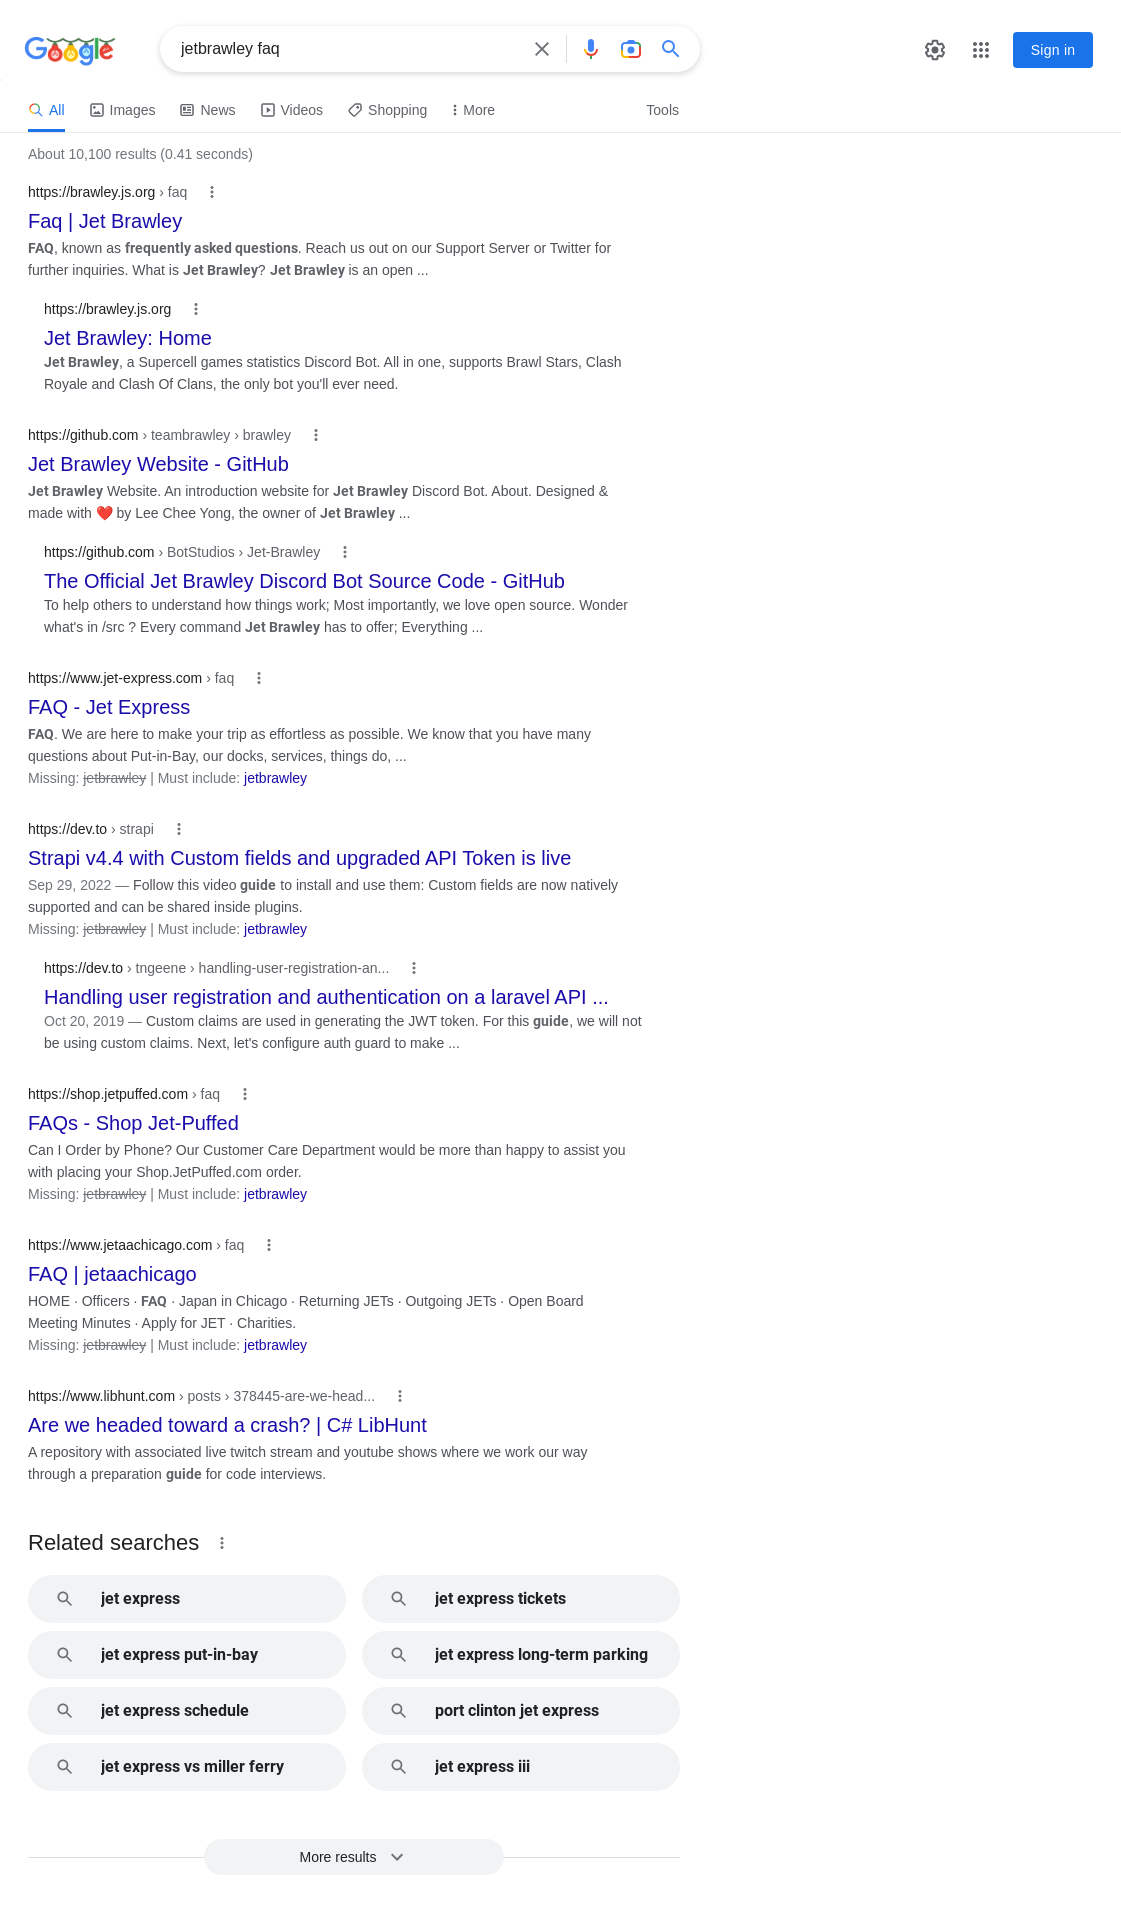 Google
jetbrawley faq
Sign in
All
Images
News
Videos
Shopping
More
Tools
About 10,100 results (0.41 seconds)
https://brawley.js.org › faq
Faq | Jet Brawley
FAQ, known as frequently asked questions. Reach us out on our Support Server or Twitter for
further inquiries. What is Jet Brawley? Jet Brawley is an open ...
https://brawley.js.org
Jet Brawley: Home
Jet Brawley, a Supercell games statistics Discord Bot. All in one, supports Brawl Stars, Clash
Royale and Clash Of Clans, the only bot you'll ever need.
https://github.com › teambrawley › brawley
Jet Brawley Website - GitHub
Jet Brawley Website. An introduction website for Jet Brawley Discord Bot. About. Designed &
made with ❤️ by Lee Chee Yong, the owner of Jet Brawley ...
https://github.com › BotStudios › Jet-Brawley
The Official Jet Brawley Discord Bot Source Code - GitHub
To help others to understand how things work; Most importantly, we love open source. Wonder
what's in /src ? Every command Jet Brawley has to offer; Everything ...
https://www.jet-express.com › faq
FAQ - Jet Express
FAQ. We are here to make your trip as effortless as possible. We know that you have many
questions about Put-in-Bay, our docks, services, things do, ...
Missing: jetbrawley | Must include: jetbrawley
https://dev.to › strapi
Strapi v4.4 with Custom fields and upgraded API Token is live
Sep 29, 2022 — Follow this video guide to install and use them: Custom fields are now natively
supported and can be shared inside plugins.
Missing: jetbrawley | Must include: jetbrawley
https://dev.to › tngeene › handling-user-registration-an...
Handling user registration and authentication on a laravel API ...
Oct 20, 2019 — Custom claims are used in generating the JWT token. For this guide, we will not
be using custom claims. Next, let's configure auth guard to make ...
https://shop.jetpuffed.com › faq
FAQs - Shop Jet-Puffed
Can I Order by Phone? Our Customer Care Department would be more than happy to assist you
with placing your Shop.JetPuffed.com order.
Missing: jetbrawley | Must include: jetbrawley
https://www.jetaachicago.com › faq
FAQ | jetaachicago
HOME · Officers · FAQ · Japan in Chicago · Returning JETs · Outgoing JETs · Open Board
Meeting Minutes · Apply for JET · Charities.
Missing: jetbrawley | Must include: jetbrawley
https://www.libhunt.com › posts › 378445-are-we-head...
Are we headed toward a crash? | C# LibHunt
A repository with associated live twitch stream and youtube shows where we work our way
through a preparation guide for code interviews.
Related searches
jet express
jet express tickets
jet express put-in-bay
jet express long-term parking
jet express schedule
port clinton jet express
jet express vs miller ferry
jet express iii
More results